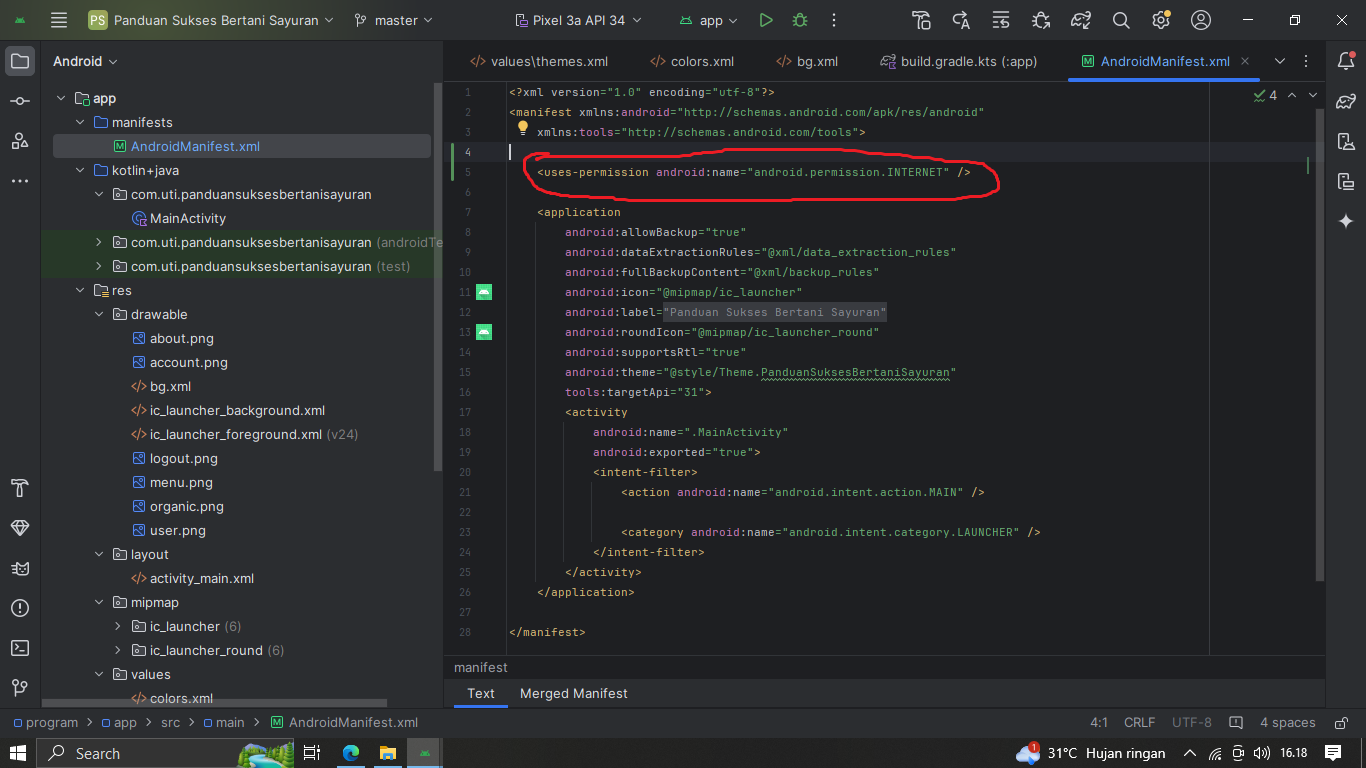 PS Panduan Sukses Bertani Sayuran
master
Pixel 3a API 34
app
Android
app
manifests
AndroidManifest.xml
kotlin+java
com.uti.panduansuksesbertanisayuran
MainActivity
com.uti.panduansuksesbertanisayuran (androidTe
com.uti.panduansuksesbertanisayuran (test)
res
drawable
about.png
account.png
bg.xml
ic_launcher_background.xml
ic_launcher_foreground.xml (v24)
logout.png
menu.png
organic.png
user.png
layout
activity_main.xml
mipmap
ic_launcher (6)
ic_launcher_round (6)
values
colors.xml
values\themes.xml
colors.xml
bg.xml
build.gradle.kts (:app)
AndroidManifest.xml
4
1 <?xml version="1.0" encoding="utf-8"?>
2 <manifest xmlns:android="http://schemas.android.com/apk/res/android"
3 xmlns:tools="http://schemas.android.com/tools">
4
5 <uses-permission android:name="android.permission.INTERNET" />
6
7 <application
8 android:allowBackup="true"
9 android:dataExtractionRules="@xml/data_extraction_rules"
10 android:fullBackupContent="@xml/backup_rules"
11 android:icon="@mipmap/ic_launcher"
12 android:label="Panduan Sukses Bertani Sayuran"
13 android:roundIcon="@mipmap/ic_launcher_round"
14 android:supportsRtl="true"
15 android:theme="@style/Theme.PanduanSuksesBertaniSayuran"
16 tools:targetApi="31">
17 <activity
18 android:name=".MainActivity"
19 android:exported="true">
20 <intent-filter>
21 <action android:name="android.intent.action.MAIN" />
22
23 <category android:name="android.intent.category.LAUNCHER" />
24 </intent-filter>
25 </activity>
26 </application>
27
28 </manifest>
manifest
Text
Merged Manifest
program > app > src > main > AndroidManifest.xml
4:1 CRLF UTF-8 4 spaces
Search
1
31°C Hujan ringan
16.18